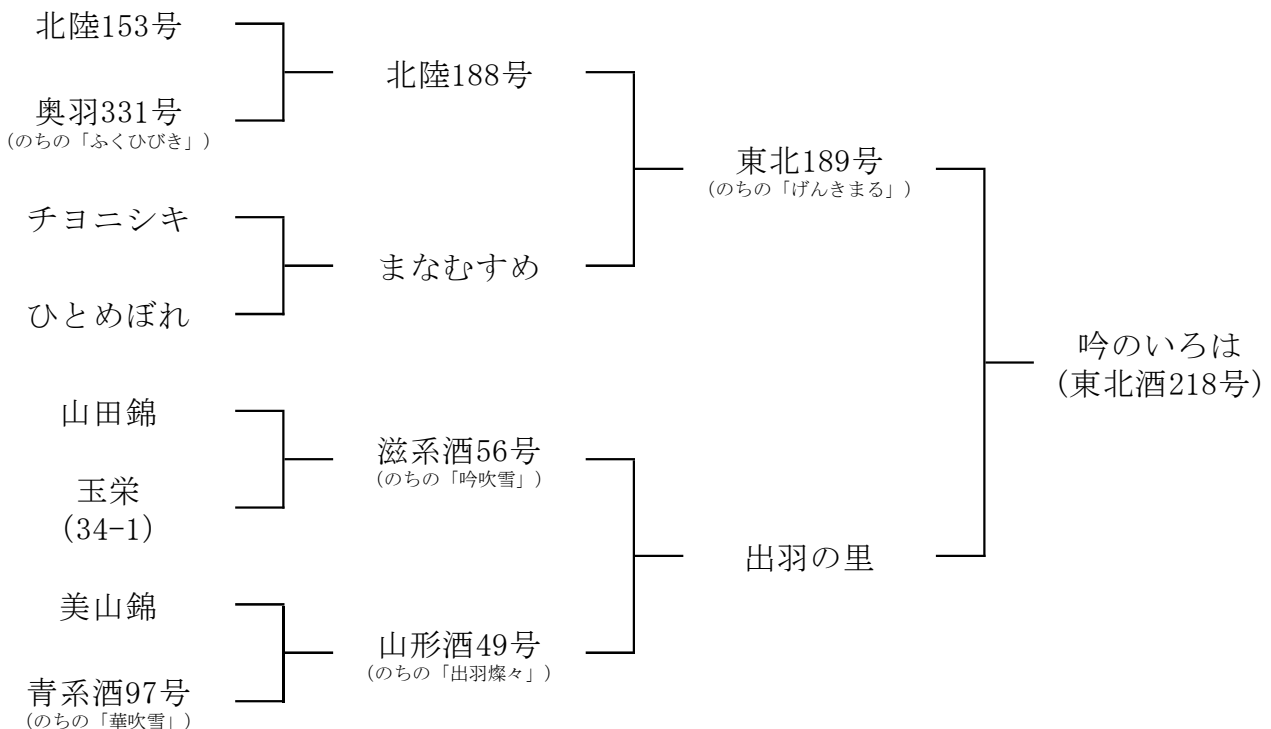 北陸153号
奥羽331号
(のちの「ふくひびき」)
チヨニシキ
ひとめぼれ
山田錦
玉栄
(34-1)
美山錦
青系酒97号
(のちの「華吹雪」)
北陸188号
まなむすめ
滋系酒56号
(のちの「吟吹雪」)
山形酒49号
(のちの「出羽燦々」)
東北189号
(のちの「げんきまる」)
出羽の里
吟のいろは
(東北酒218号)